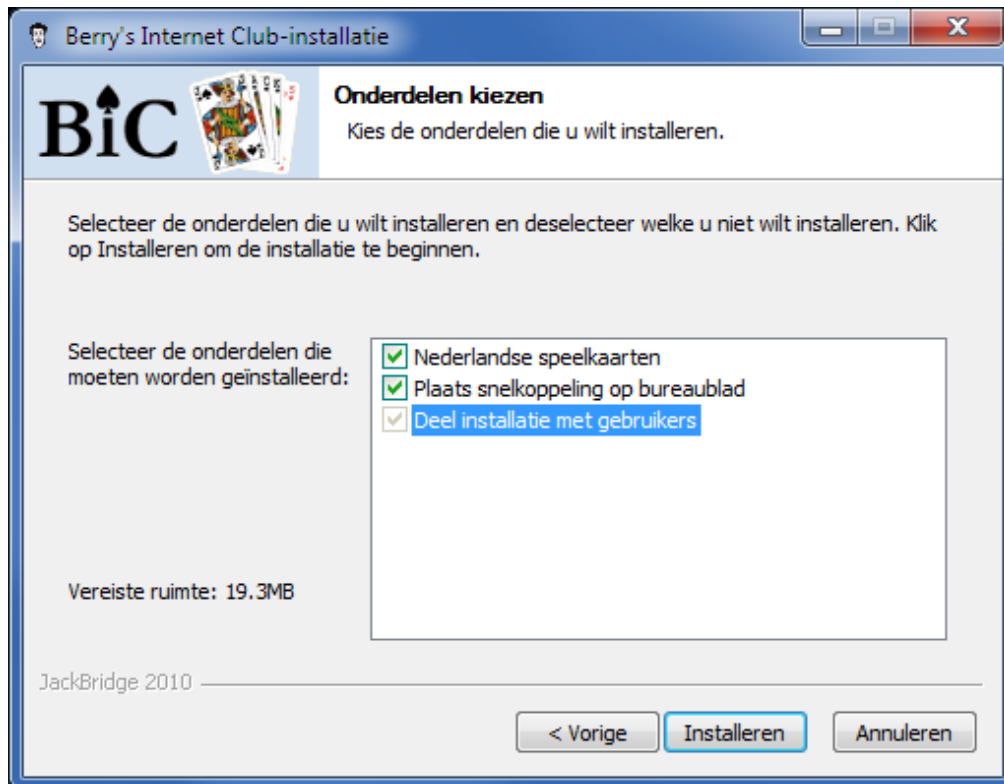 Berry's Internet Club-installatie
BiC
Onderdelen kiezen
Kies de onderdelen die u wilt installeren.
Selecteer de onderdelen die u wilt installeren en deselecteer welke u niet wilt installeren. Klik
op Installeren om de installatie te beginnen.
Selecteer de onderdelen die
moeten worden geïnstalleerd:
Nederlandse speelkaarten
Plaats snelkoppeling op bureaublad
Deel installatie met gebruikers
Vereiste ruimte: 19.3MB
JackBridge 2010
< Vorige
Installeren
Annuleren